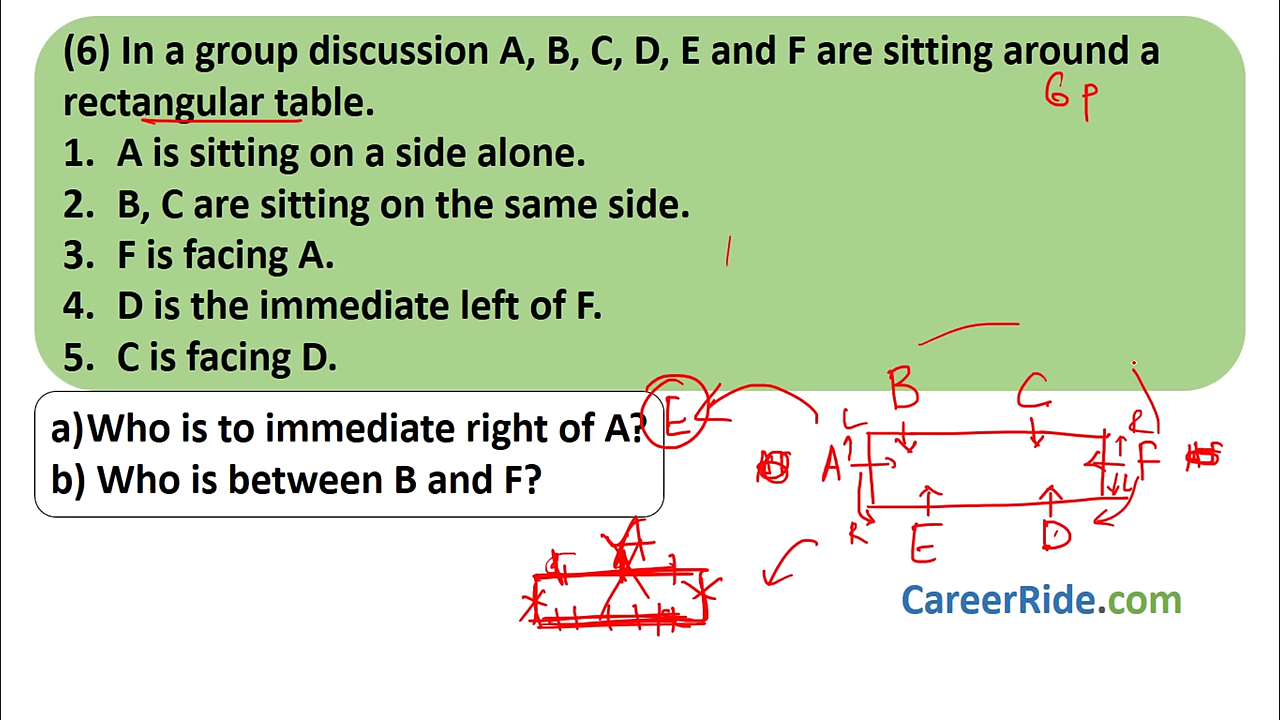 (6) In a group discussion A, B, C, D, E and F are sitting around a
rectangular table.
6 p
1. A is sitting on a side alone.
2. B, C are sitting on the same side.
3. F is facing A.
4. D is the immediate left of F.
5. C is facing D.
a)Who is to immediate right of A?
b) Who is between B and F?
E
B C
L R
A F
L
R E D
A
CareerRide.com